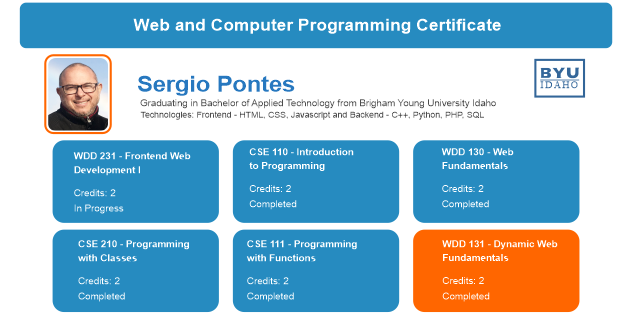 Web and Computer Programming Certificate
Sergio Pontes
BYU
IDAHO
Graduating in Bachelor of Applied Technology from Brigham Young University Idaho
Technologies: Frontend - HTML, CSS, Javascript and Backend - C++, Python, PHP, SQL
WDD 231 - Frontend Web
Development I
Credits: 2
In Progress
CSE 110 - Introduction
to Programming
Credits: 2
Completed
WDD 130 - Web
Fundamentals
Credits: 2
Completed
CSE 210 - Programming
with Classes
Credits: 2
Completed
CSE 111 - Programming
with Functions
Credits: 2
Completed
WDD 131 - Dynamic Web
Fundamentals
Credits: 2
Completed